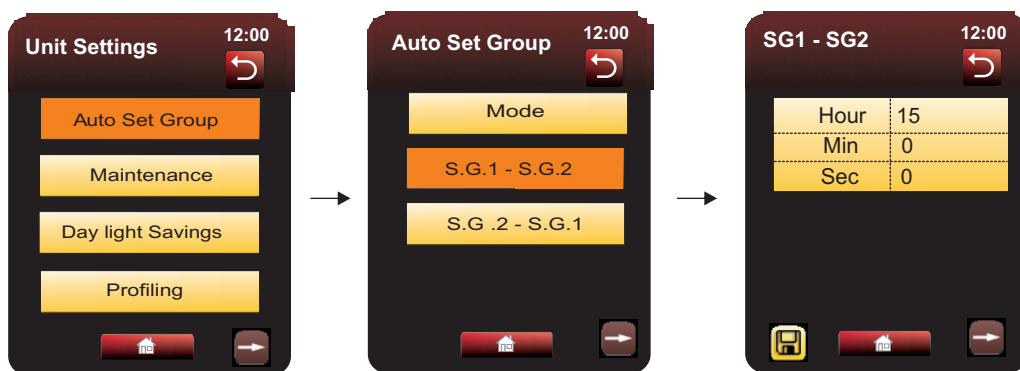 Unit Settings
12:00
Auto Set Group
Maintenance
Day light Savings
Profiling
Auto Set Group
12:00
Mode
S.G.1 - S.G.2
S.G .2 - S.G.1
SG1 - SG2
12:00
Hour 15
Min 0
Sec 0